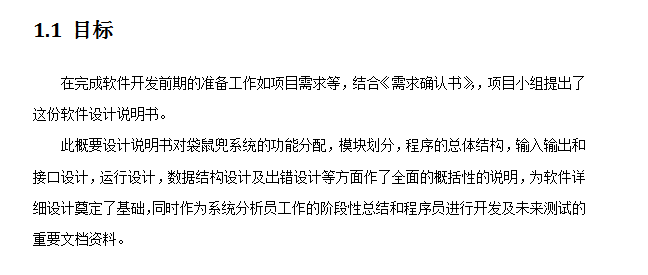 1.1 目标
在完成软件开发前期的准备工作如项目需求等，结合《需求确认书》，项目小组提出了
这份软件设计说明书。
此概要设计说明书对袋鼠兜系统的功能分配，模块划分，程序的总体结构，输入输出和
接口设计，运行设计，数据结构设计及出错设计等方面作了全面的概括性的说明，为软件详
细设计奠定了基础，同时作为系统分析员工作的阶段性总结和程序员进行开发及未来测试的
重要文档资料。